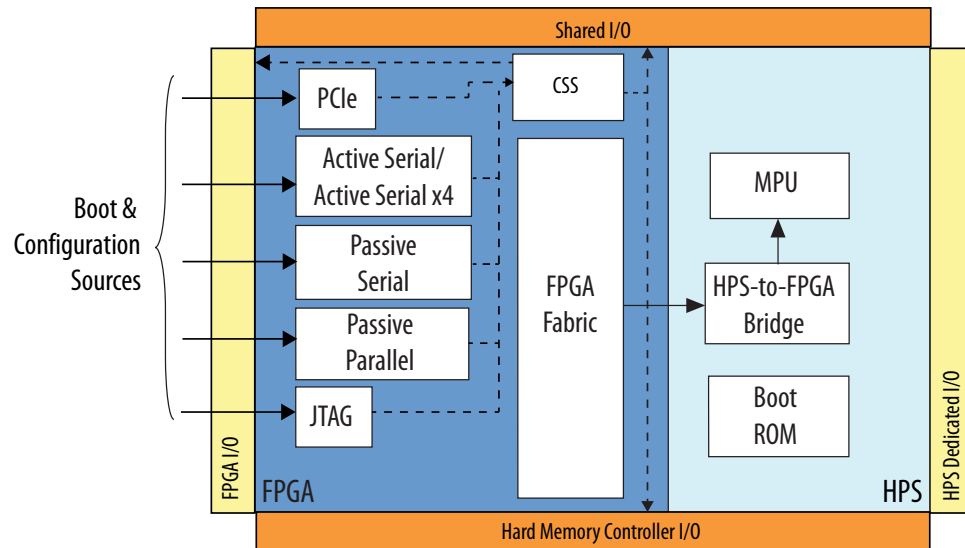 Shared I/O
CSS
PCIe
Active Serial/
Active Serial x4
MPU
Boot &
Configuration
Sources
Passive
Serial
FPGA
Fabric
HPS-to-FPGA
Bridge
Passive
Parallel
JTAG
Boot
ROM
FPGA I/O
FPGA
HPS
HPS Dedicated I/O
Hard Memory Controller I/O